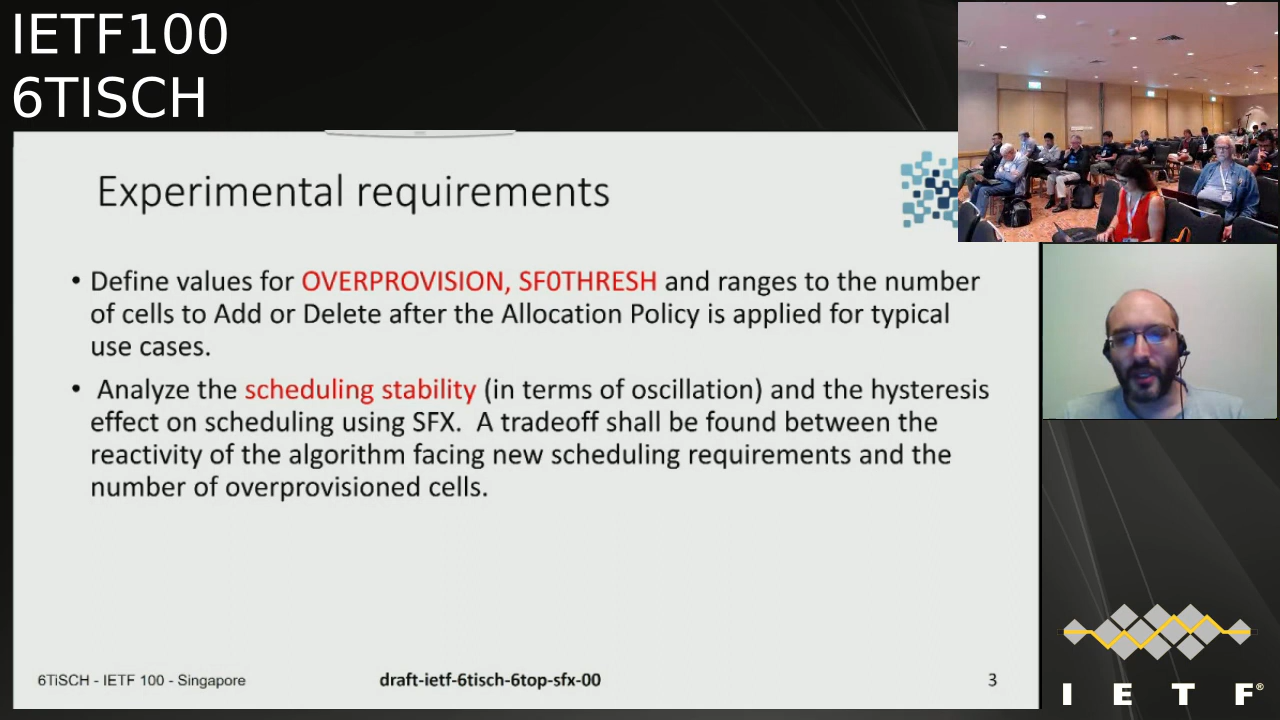 IETF100
6TISCH
Experimental requirements
• Define values for OVERPROVISION, SF0THRESH and ranges to the number
of cells to Add or Delete after the Allocation Policy is applied for typical
use cases.
• Analyze the scheduling stability (in terms of oscillation) and the hysteresis
effect on scheduling using SFX. A tradeoff shall be found between the
reactivity of the algorithm facing new scheduling requirements and the
number of overprovisioned cells.
6TiSCH - IETF 100 - Singapore
draft-ietf-6tisch-6top-sfx-00
3
I E T F®